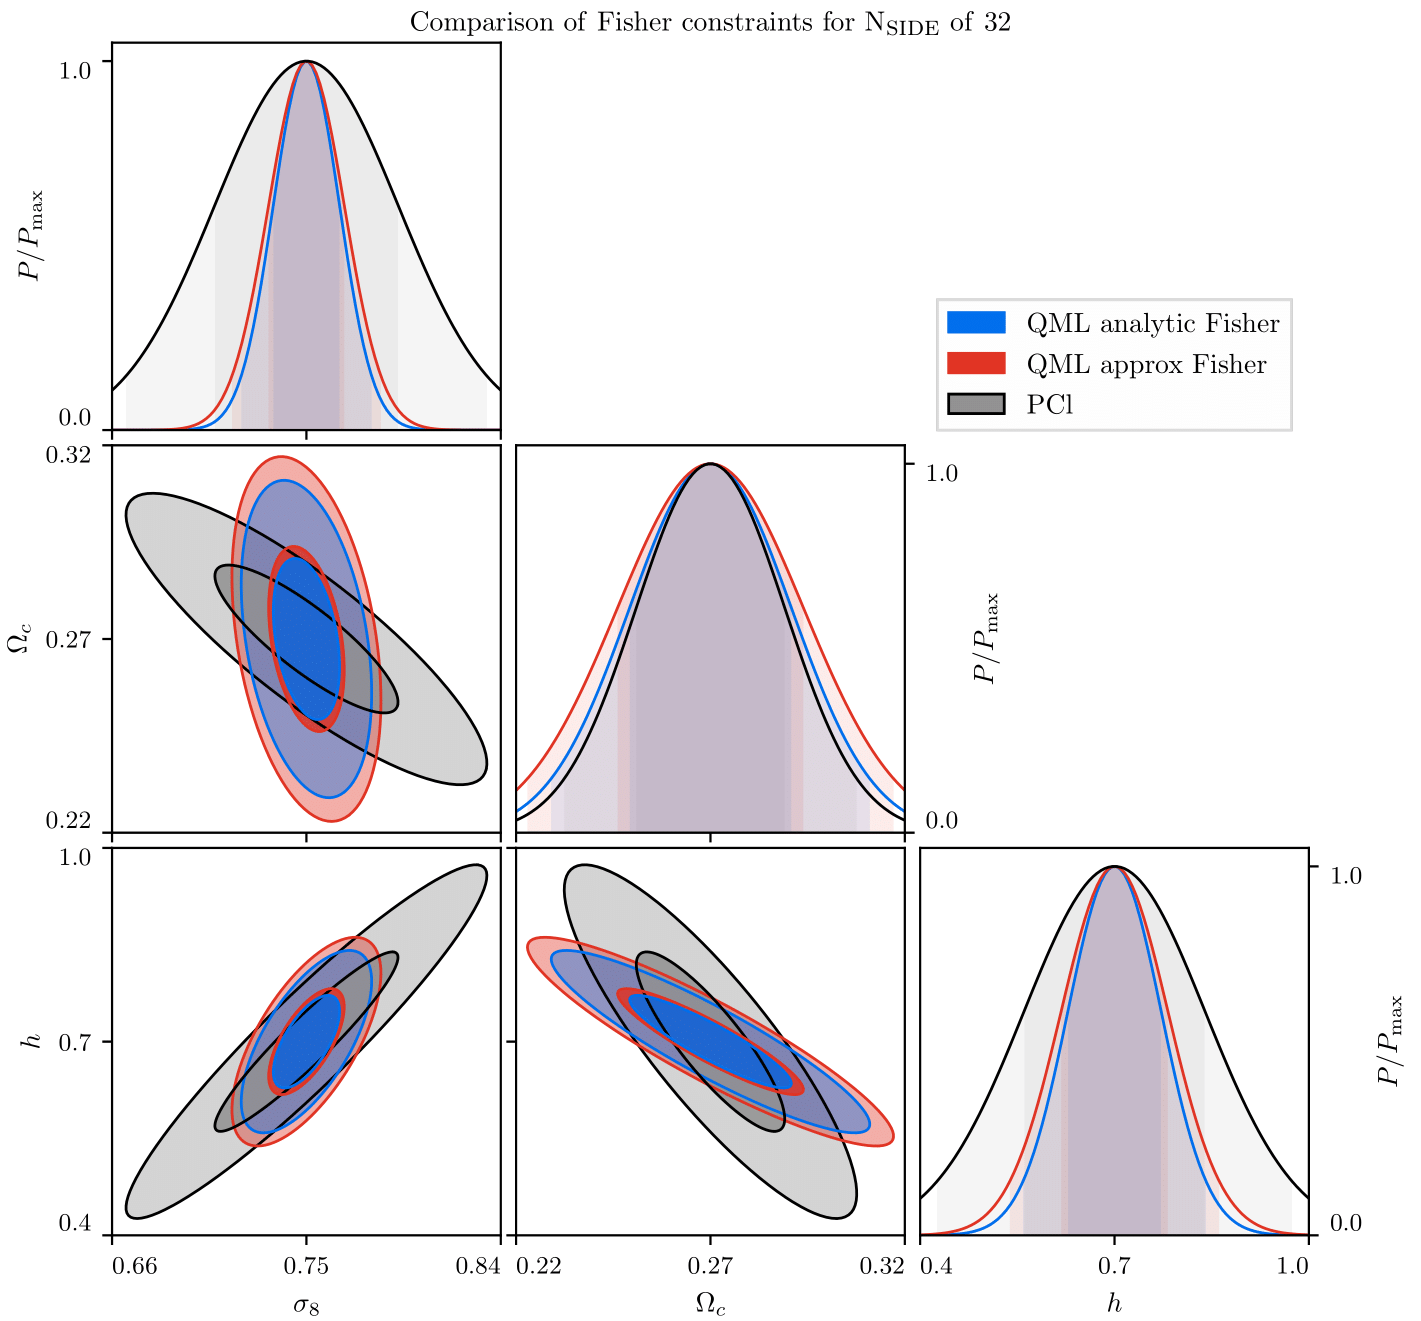 Comparison of Fisher constraints for N_SIDE of 32
1.0
P/P_max
0.0
QML analytic Fisher
QML approx Fisher
PCl
0.32
Ω_c
0.27
0.22
1.0
P/P_max
0.0
1.0
h
0.7
0.4
1.0
P/P_max
0.0
0.66 0.75 0.84
0.22 0.27 0.32
0.4 0.7 1.0
σ_8
Ω_c
h